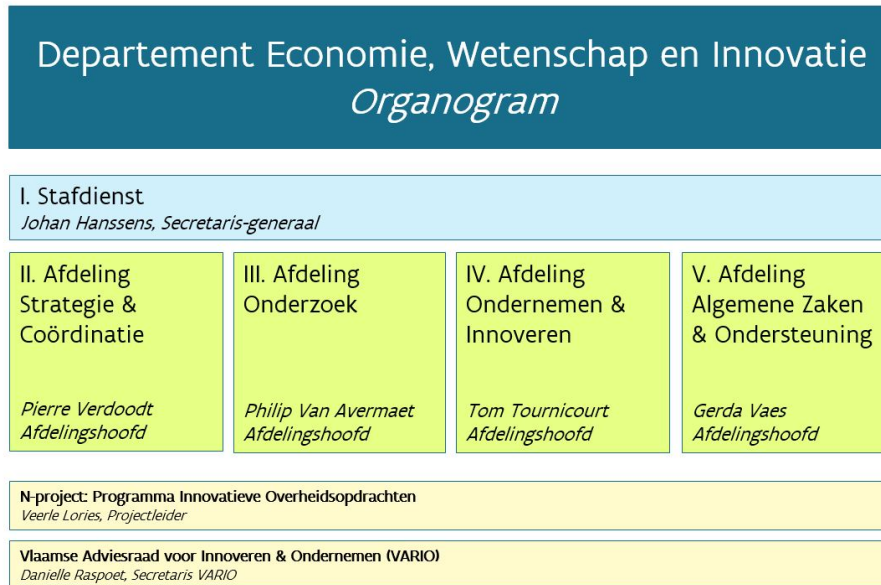 Departement Economie, Wetenschap en Innovatie
Organogram
I. Stafdienst
Johan Hanssens, Secretaris-generaal
II. Afdeling
Strategie &
Coördinatie
Pierre Verdoodt
Afdelingshoofd
III. Afdeling
Onderzoek
Philip Van Avermaet
Afdelingshoofd
IV. Afdeling
Ondernemen &
Innoveren
Tom Tournicourt
Afdelingshoofd
V. Afdeling
Algemene Zaken
& Ondersteuning
Gerda Vaes
Afdelingshoofd
N-project: Programma Innovatieve Overheidsopdrachten
Veerle Lories, Projectleider
Vlaamse Adviesraad voor Innoveren & Ondernemen (VARIO)
Danielle Raspoet, Secretaris VARIO